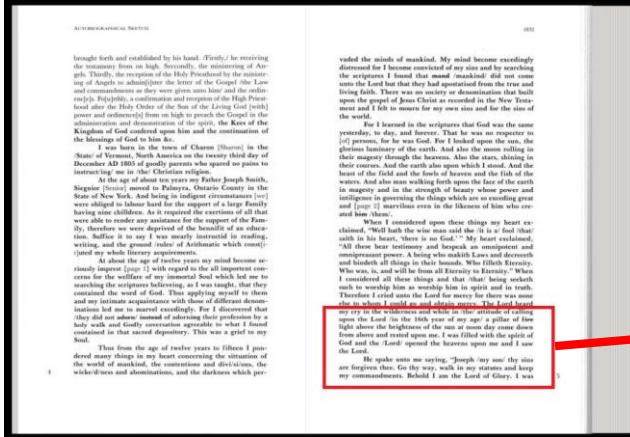 AUTOBIOGRAPHICAL SKETCH
brought forth and established by his hand. /Firstly,/ he receiving
the testamony from on high. Secondly, the ministering of An-
gels. Thirdly, the reception of the Holy Priesthood by the ministe-
ring of Angels to admin[i]ster the letter of the Gospel /the Law
and commandments as they were given unto him/ and the ordin-
enc[e]s. Fo[u]rthly, a confirmation and reception of the High Priest-
hood after the Holy Order of the Son of the Living God [with]
power and ordinence[s] from on high to preach the Gospel in the
administration and demonstration of the spirit, the Kees of the
Kingdom of God confered upon him and the continuation of
the blessings of God to him &c.
I was born in the town of Charon [Sharon] in the
/State/ of Vermont, North America on the twenty third day of
December AD 1805 of goodly parents who spared no pains to
instruct/ing/ me in /the/ Christian religion.
At the age of about ten years my Father Joseph Smith,
Siegnior [Senior] moved to Palmyra, Ontario County in the
State of New York. And being in indigent circumstances [we]
were obliged to labour hard for the support of a large Family
having nine children. As it required the exertions of all that
were able to render any assistance for the support of the Fam-
ily, therefore we were deprived of the bennifit of an educa-
tion. Suffice it to say I was mearly instructid in reading,
writing, and the ground /rules/ of Arithmatic which const[i-
t]uted my whole literary acquirements.
At about the age of twelve years my mind become se-
riously imprest [page 1] with regard to the all importent con-
cerns for the wellfare of my immortal Soul which led me to
searching the scriptures believeing, as I was taught, that they
contained the word of God. Thus applying myself to them
and my intimate acquaintance with those of different denom-
inations led me to marvel excedingly. For I discovered that
/they did not adorn/ instead of adorning their profession by a
holy walk and Godly conversation agreeable to what I found
contained in that sacred depository. This was a grief to my
Soul.
Thus from the age of twelve years to fifteen I pon-
dered many things in my heart concerning the sittuation of
the world of mankind, the contentions and divi/si/ons, the
wicke/d/ness and abominations, and the darkness which per-
4
1832
vaded the minds of mankind. My mind become excedingly
distressed for I become convicted of my sins and by searching
the scriptures I found that mand /mankind/ did not come
unto the Lord but that they had apostatised from the true and
liveing faith. There was no society or denomination that built
upon the gospel of Jesus Christ as recorded in the New Testa-
ment and I felt to mourn for my own sins and for the sins of
the world.
For I learned in the scriptures that God was the same
yesterday, to day, and forever. That he was no respecter to
[of] persons, for he was God. For I looked upon the sun, the
glorious luminary of the earth. And also the moon rolling in
their magesty through the heavens. Also the stars, shining in
their courses. And the earth also upon which I stood. And the
beast of the field and the fowls of heaven and the fish of the
waters. And also man walking forth upon the face of the earth
in magesty and in the strength of beauty whose power and
intiligence in governing the things which are so exceding great
and [page 2] marvilous even in the likeness of him who cre-
ated him /them/.
When I considered upon these things my heart ex-
claimed, "Well hath the wise man said the /it is a/ fool /that/
saith in his heart, 'there is no God.' " My heart exclaimed,
"All these bear testimony and bespeak an omnipotent and
omnipreasant power. A being who makith Laws and decreeeth
and bindeth all things in their bounds. Who filleth Eternity.
Who was, is, and will be from all Eternity to Eternity." When
I considered all these things and that /that/ being seeketh
such to worship him as worship him in spirit and in truth.
Therefore I cried unto the Lord for mercy for there was none
else to whom I could go and obtain mercy. The Lord heard
my cry in the wilderness and while in /the/ attitude of calling
upon the Lord /in the 16th year of my age/ a pillar of fire
light above the brightness of the sun at noon day come down
from above and rested upon me. I was filled with the spirit of
God and the /Lord/ opened the heavens upon me and I saw
the Lord.
He spake unto me saying, "Joseph /my son/ thy sins
are forgiven thee. Go thy way, walk in my statutes and keep
my commandments. Behold I am the Lord of Glory. I was
5